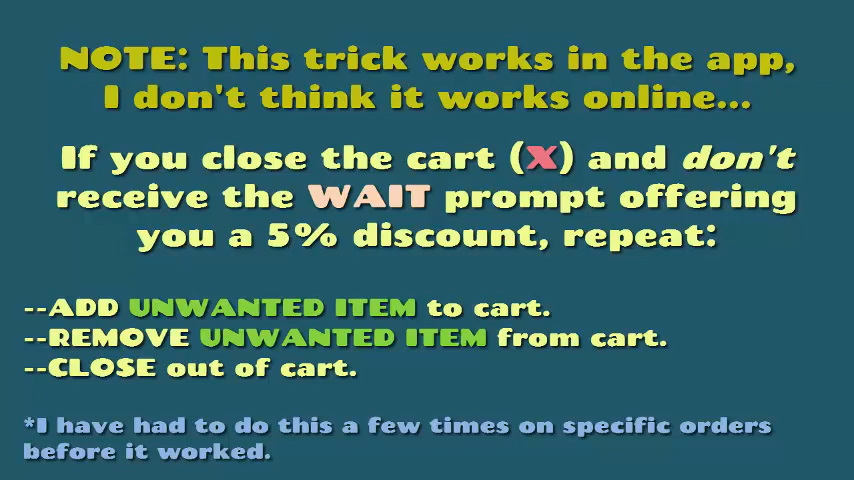 NOTE: This trick works in the app,
I don't think it works online...
If you close the cart (X) and don't
receive the WAIT prompt offering
you a 5% discount, repeat:
--ADD UNWANTED ITEM to cart.
--REMOVE UNWANTED ITEM from cart.
--CLOSE out of cart.
*I have had to do this a few times on specific orders
before it worked.